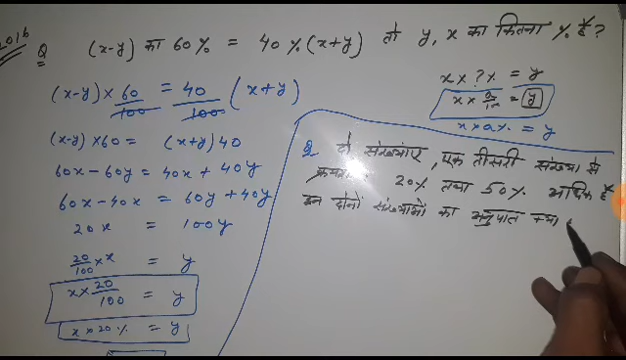 2016
Q (x-y) का 60% = 40%(x+y) तो y, x का कितना % है?
(x-y) × 60/100 = 40/100 (x+y)
(x-y) × 60 = (x+y) 40
60x - 60y = 40x + 40y
60x - 40x = 60y + 40y
20x = 100y
20/100 × x = y
x × 20/100 = y
x × 20% = y
x × ?% = y
x × a/100 = y
x × a% = y
Q दो संख्याएं, एक तीसरी संख्या से
क्रमशः 20% तथा 50% अधिक है
इन दोनों संख्याओं का अनुपात क्या